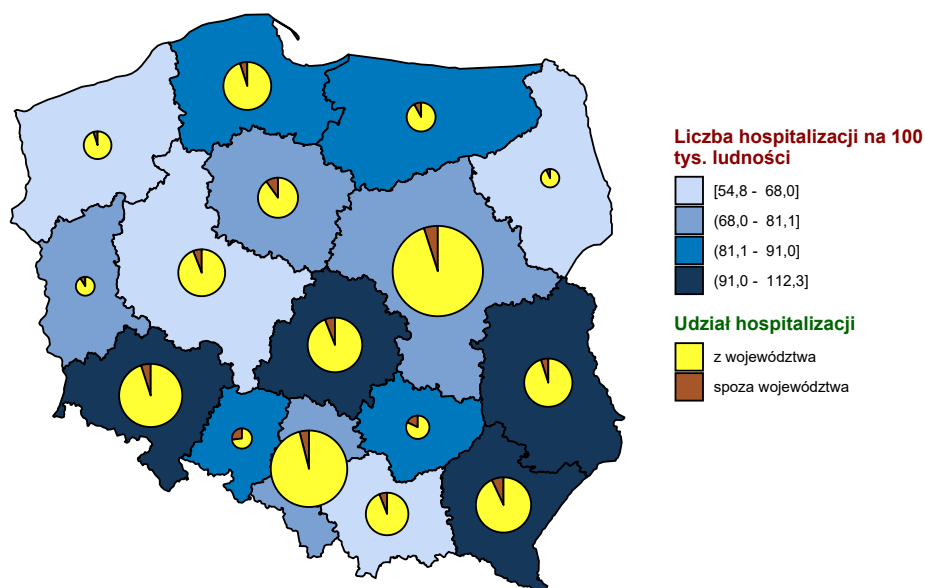 Liczba hospitalizacji na 100
tys. ludności
[54,8 - 68,0]
(68,0 - 81,1]
(81,1 - 91,0]
(91,0 - 112,3]
Udział hospitalizacji
z województwa
spoza województwa